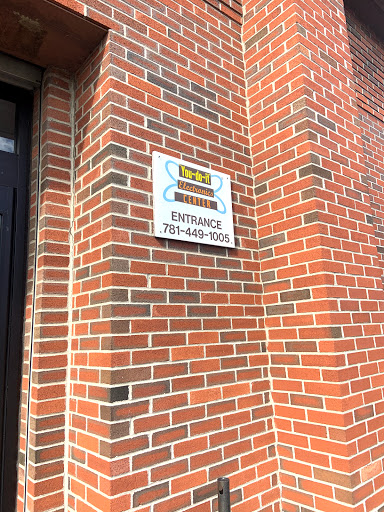 You-do-it
Electronics
CENTER
ENTRANCE
781-449-1005